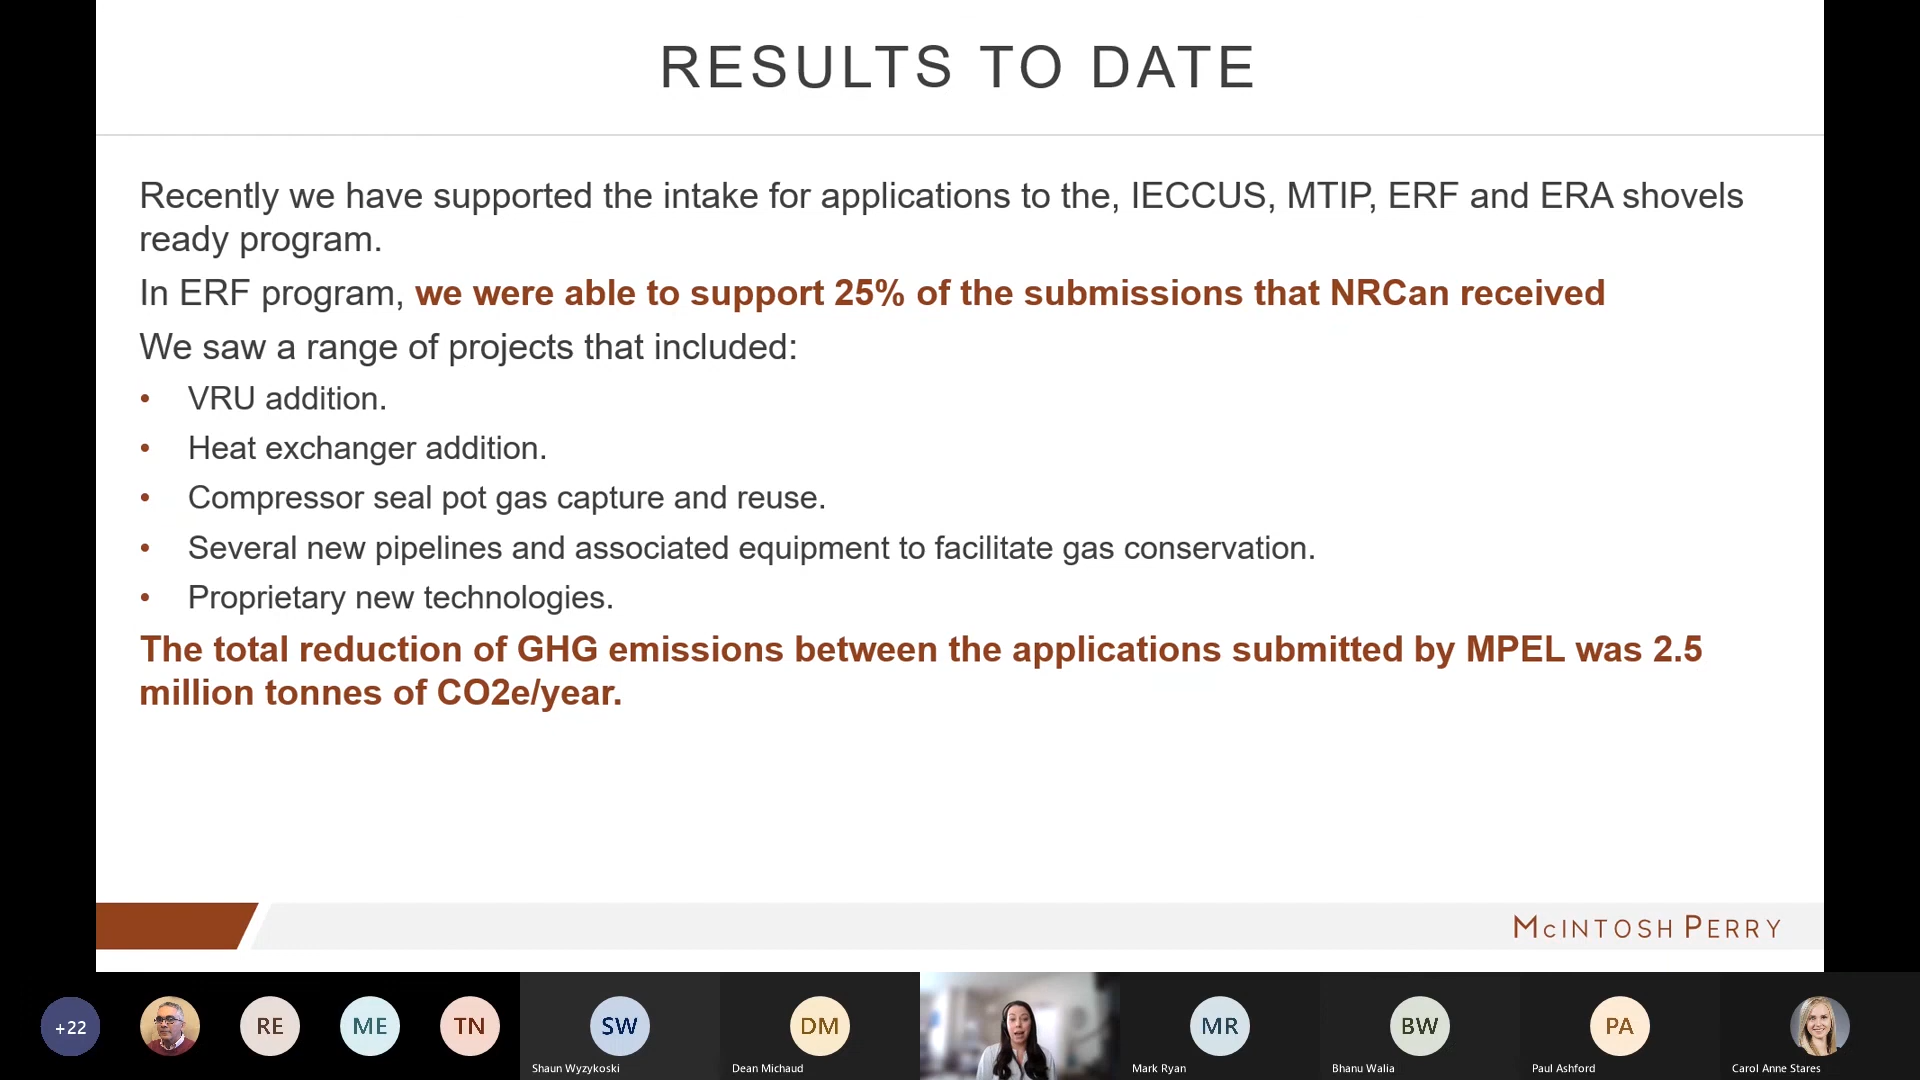 RESULTS TO DATE
Recently we have supported the intake for applications to the, IECCUS, MTIP, ERF and ERA shovels
ready program.
In ERF program, we were able to support 25% of the submissions that NRCan received
We saw a range of projects that included:
• VRU addition.
• Heat exchanger addition.
• Compressor seal pot gas capture and reuse.
• Several new pipelines and associated equipment to facilitate gas conservation.
• Proprietary new technologies.
The total reduction of GHG emissions between the applications submitted by MPEL was 2.5
million tonnes of CO2e/year.
McINTOSH PERRY
+22 RE ME TN SW DM MR BW PA
Shaun Wyzykoski Dean Michaud Mark Ryan Bhanu Walia Paul Ashford Carol Anne Stares